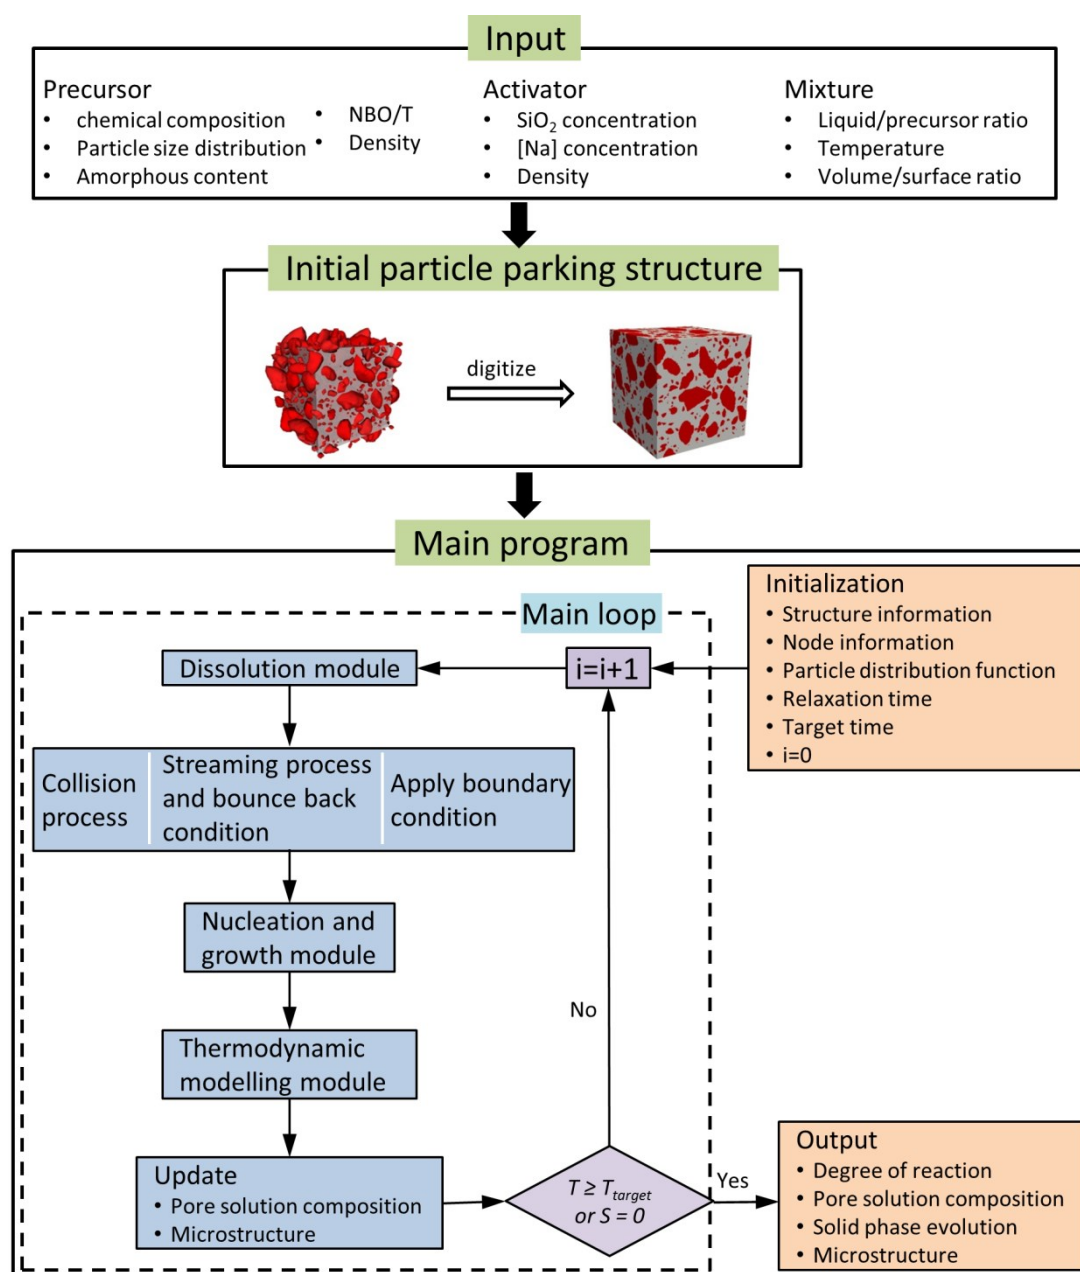 Input
Precursor
• chemical composition
• Particle size distribution
• Amorphous content
• NBO/T
• Density
Activator
• SiO₂ concentration
• [Na] concentration
• Density
Mixture
• Liquid/precursor ratio
• Temperature
• Volume/surface ratio
Initial particle parking structure
digitize
Main program
Initialization
• Structure information
• Node information
• Particle distribution function
• Relaxation time
• Target time
• i=0
Main loop
i=i+1
Dissolution module
Collision
process
Streaming process
and bounce back
condition
Apply boundary
condition
Nucleation and
growth module
Thermodynamic
modelling module
Update
• Pore solution composition
• Microstructure
T ≥ T_target
or S = 0
No
Yes
Output
• Degree of reaction
• Pore solution composition
• Solid phase evolution
• Microstructure